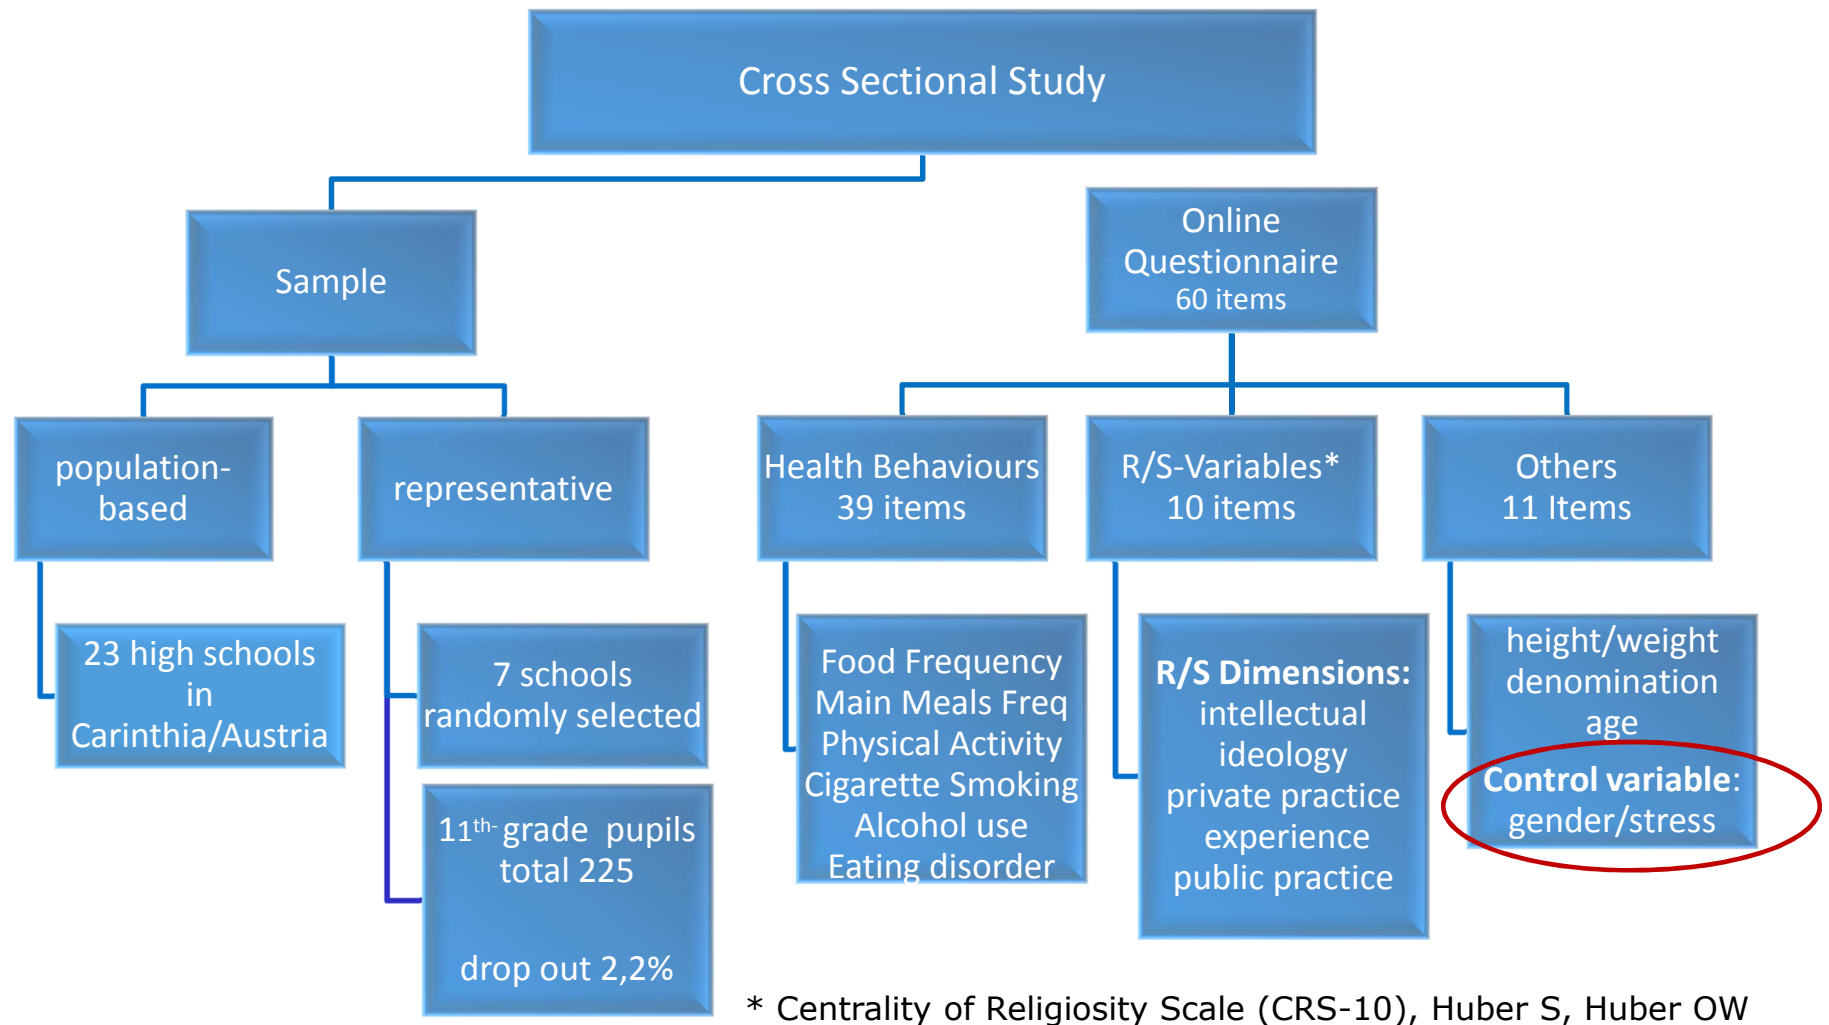 Cross Sectional Study
Sample
Online
Questionnaire
60 items
population-
based
representative
Health Behaviours
39 items
R/S-Variables*
10 items
Others
11 Items
23 high schools
in
Carinthia/Austria
7 schools
randomly selected
11th- grade pupils
total 225
drop out 2,2%
Food Frequency
Main Meals Freq
Physical Activity
Cigarette Smoking
Alcohol use
Eating disorder
R/S Dimensions:
intellectual
ideology
private practice
experience
public practice
height/weight
denomination
age
Control variable:
gender/stress
* Centrality of Religiosity Scale (CRS-10), Huber S, Huber OW